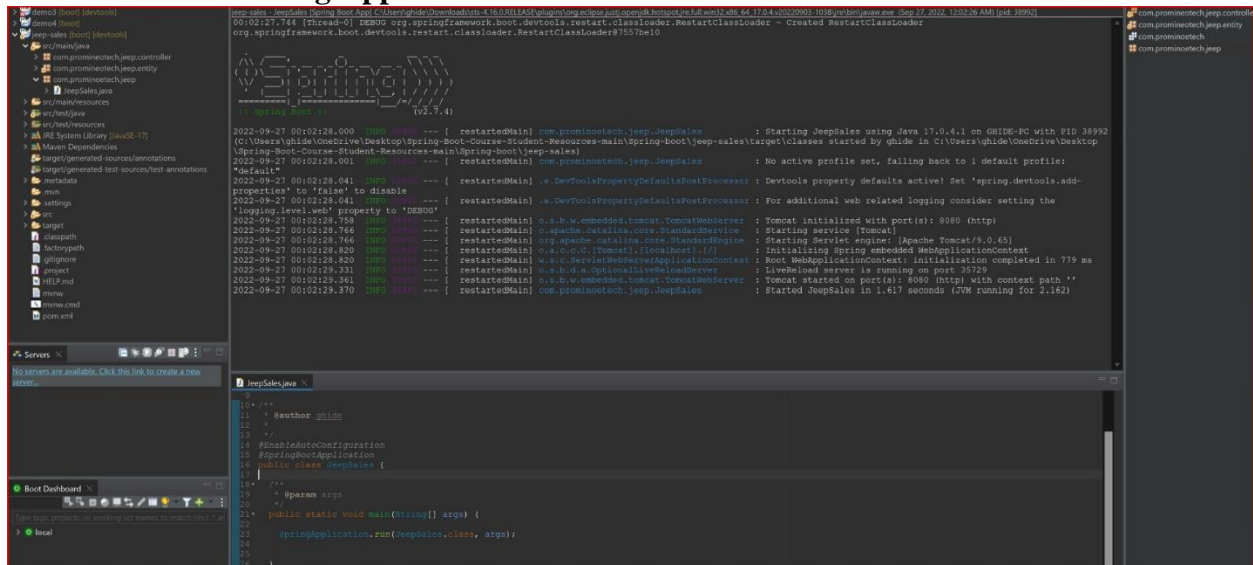 demo3 [boot] [devtools]
demo4 [boot]
jeep-sales [boot] [devtools]
src/main/java
com.promineotech.jeep.controller
com.promineotech.jeep.entity
com.prominoetech.jeep
JeepSales.java
src/main/resources
src/test/java
src/test/resources
JRE System Library [JavaSE-17]
Maven Dependencies
target/generated-sources/annotations
target/generated-test-sources/test-annotations
.metadata
.mvn
.settings
src
target
.classpath
.factorypath
.gitignore
.project
HELP.md
mvnw
mvnw.cmd
pom.xml
Servers
No servers are available. Click this link to create a new
server...
Boot Dashboard
Type tags, projects, or working set names to match (incl. * an
local
jeep-sales - JeepSales [Spring Boot App] C:\Users\ghide\Downloads\sts-4.16.0.RELEASE\plugins\org.eclipse.justj.openjdk.hotspot.jre.full.win32.x86_64_17.0.4.v20220903-1038\jre\bin\javaw.exe (Sep 27, 2022, 12:02:26 AM) [pid: 38992]
00:02:27.744 [Thread-0] DEBUG org.springframework.boot.devtools.restart.classloader.RestartClassLoader - Created RestartClassLoader
org.springframework.boot.devtools.restart.classloader.RestartClassLoader@7557be10
:: Spring Boot :: (v2.7.4)
2022-09-27 00:02:28.000 INFO 38992 --- [ restartedMain] com.prominoetech.jeep.JeepSales : Starting JeepSales using Java 17.0.4.1 on GHIDE-PC with PID 38992
(C:\Users\ghide\OneDrive\Desktop\Spring-Boot-Course-Student-Resources-main\Spring-boot\jeep-sales\target\classes started by ghide in C:\Users\ghide\OneDrive\Desktop
\Spring-Boot-Course-Student-Resources-main\Spring-boot\jeep-sales)
2022-09-27 00:02:28.001 INFO 38992 --- [ restartedMain] com.prominoetech.jeep.JeepSales : No active profile set, falling back to 1 default profile:
"default"
2022-09-27 00:02:28.041 INFO 38992 --- [ restartedMain] .e.DevToolsPropertyDefaultsPostProcessor : Devtools property defaults active! Set 'spring.devtools.add-
properties' to 'false' to disable
2022-09-27 00:02:28.041 INFO 38992 --- [ restartedMain] .e.DevToolsPropertyDefaultsPostProcessor : For additional web related logging consider setting the
'logging.level.web' property to 'DEBUG'
2022-09-27 00:02:28.758 INFO 38992 --- [ restartedMain] o.s.b.w.embedded.tomcat.TomcatWebServer : Tomcat initialized with port(s): 8080 (http)
2022-09-27 00:02:28.766 INFO 38992 --- [ restartedMain] o.apache.catalina.core.StandardService : Starting service [Tomcat]
2022-09-27 00:02:28.766 INFO 38992 --- [ restartedMain] org.apache.catalina.core.StandardEngine : Starting Servlet engine: [Apache Tomcat/9.0.65]
2022-09-27 00:02:28.820 INFO 38992 --- [ restartedMain] o.a.c.c.C.[Tomcat].[localhost].[/] : Initializing Spring embedded WebApplicationContext
2022-09-27 00:02:28.820 INFO 38992 --- [ restartedMain] w.s.c.ServletWebServerApplicationContext : Root WebApplicationContext: initialization completed in 779 ms
2022-09-27 00:02:29.331 INFO 38992 --- [ restartedMain] o.s.b.d.a.OptionalLiveReloadServer : LiveReload server is running on port 35729
2022-09-27 00:02:29.361 INFO 38992 --- [ restartedMain] o.s.b.w.embedded.tomcat.TomcatWebServer : Tomcat started on port(s): 8080 (http) with context path ''
2022-09-27 00:02:29.370 INFO 38992 --- [ restartedMain] com.prominoetech.jeep.JeepSales : Started JeepSales in 1.617 seconds (JVM running for 2.162)
JeepSales.java
9
10 /**
11 * @author ghide
12 *
13 */
14 @EnableAutoConfiguration
15 @SpringBootApplication
16 public class JeepSales {
17
18 /**
19 * @param args
20 */
21 public static void main(String[] args) {
22
23 SpringApplication.run(JeepSales.class, args);
24
25
26 }
com.promineotech.jeep.controller
com.promineotech.jeep.entity
com.prominoetech
com.prominoetech.jeep